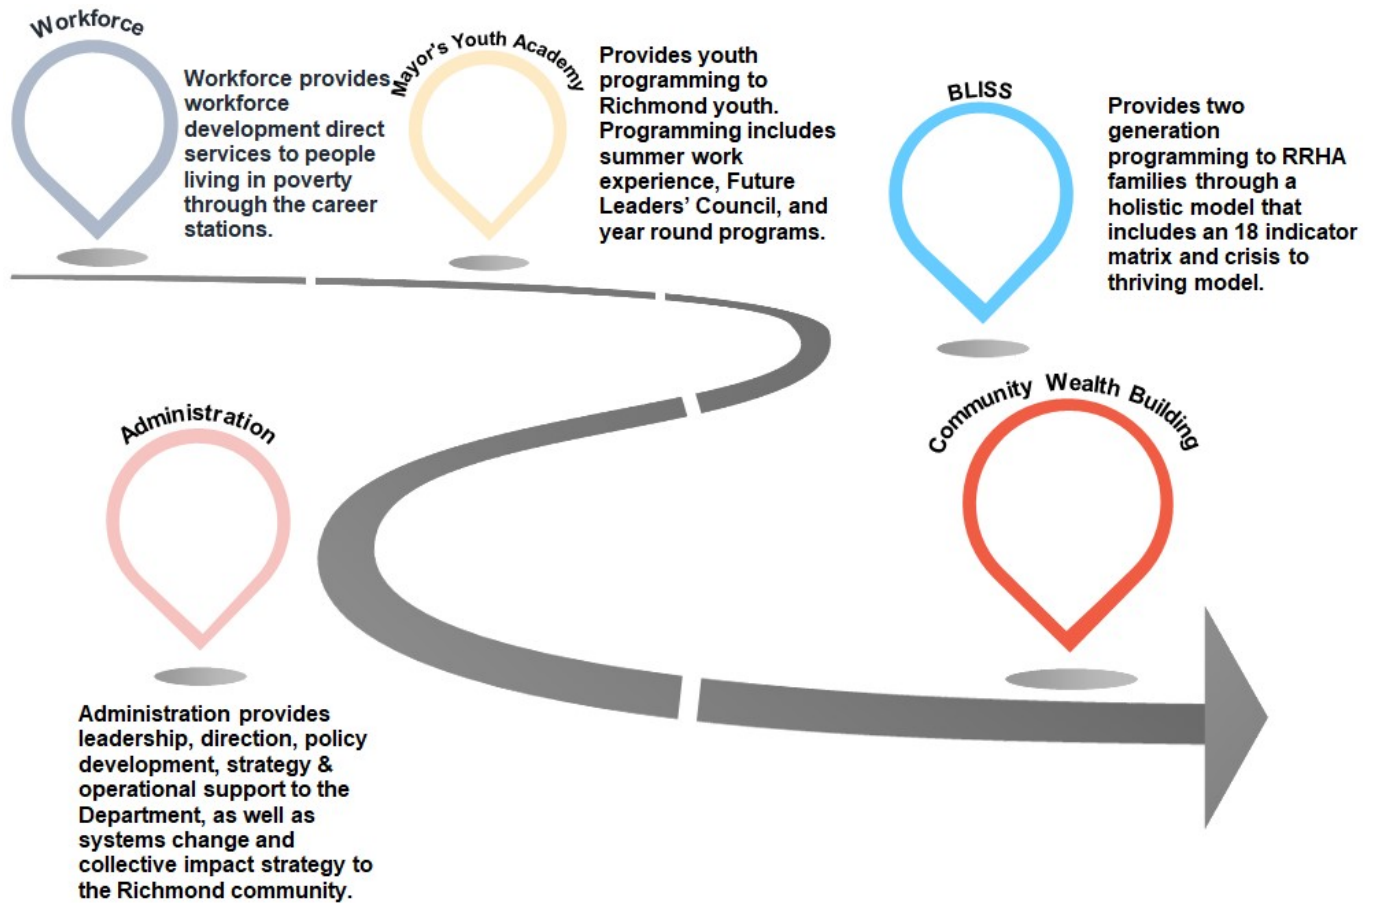 Workforce
Workforce provides
workforce
development direct
services to people
living in poverty
through the career
stations.
Mayor's Youth Academy
Provides youth
programming to
Richmond youth.
Programming includes
summer work
experience, Future
Leaders’ Council, and
year round programs.
BLISS
Provides two
generation
programming to RRHA
families through a
holistic model that
includes an 18 indicator
matrix and crisis to
thriving model.
Administration
Administration provides
leadership, direction, policy
development, strategy &
operational support to the
Department, as well as
systems change and
collective impact strategy to
the Richmond community.
Community Wealth Building